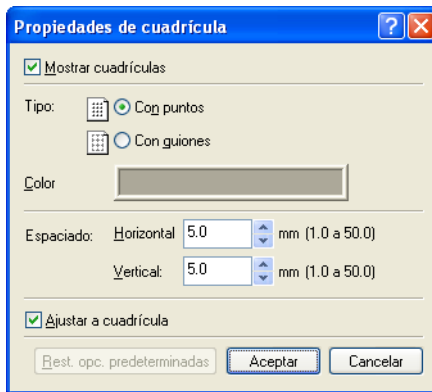 Propiedades de cuadrícula
Mostrar cuadrículas
Tipo: Con puntos
Con guiones
Color
Espaciado: Horizontal 5.0 mm (1.0 a 50.0)
Vertical: 5.0 mm (1.0 a 50.0)
Ajustar a cuadrícula
Rest. opc. predeterminadas Aceptar Cancelar